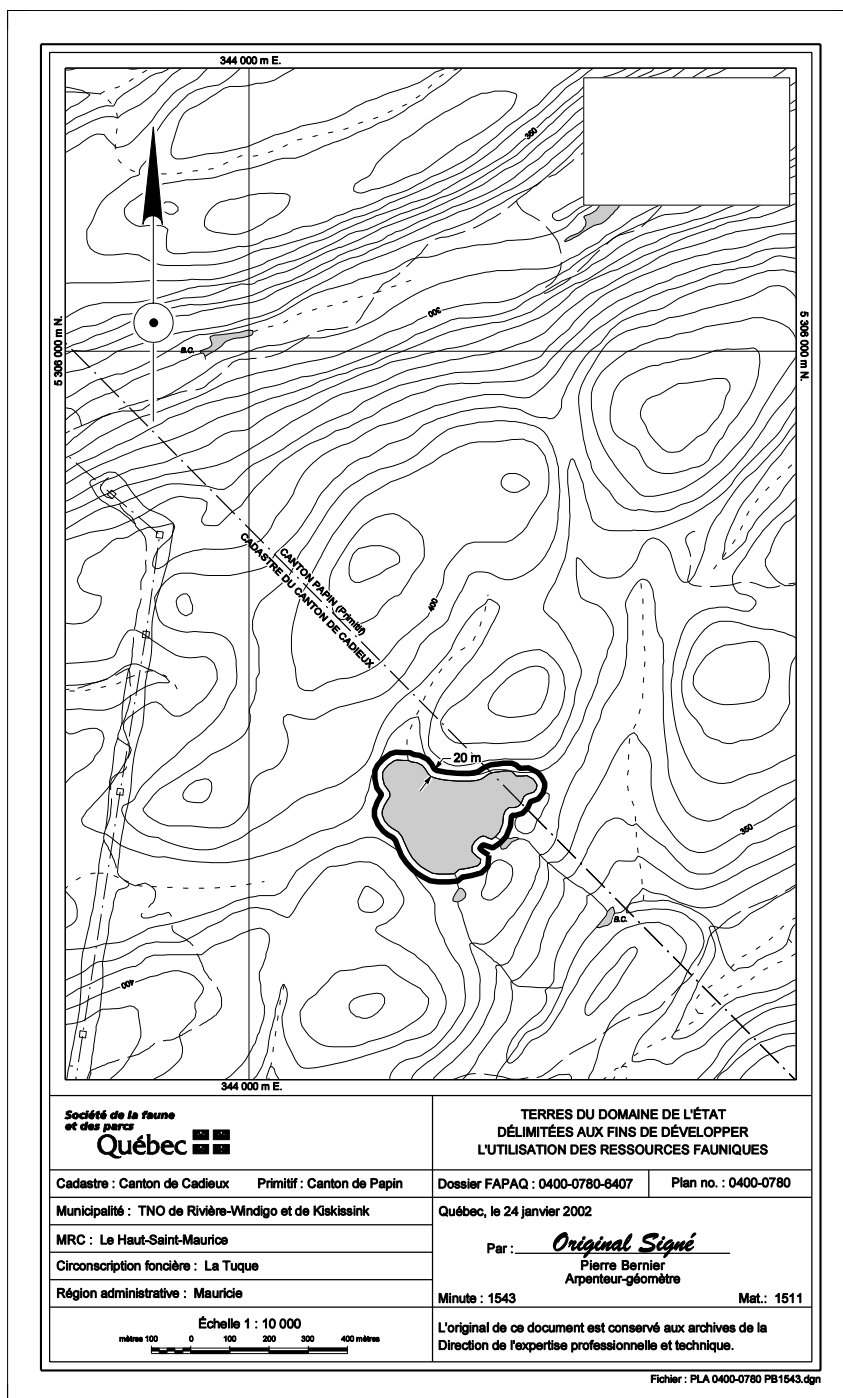 344 000 m E.
350
300
5 306 000 m N.
5 306 000 m N.
a.c.
CANTON PAPIN (Primitif)
CADASTRE DU CANTON DE CADIEUX
400
20 m
350
a.c.
400
344 000 m E.
Société de la faune
et des parcs
Québec
TERRES DU DOMAINE DE L'ÉTAT
DÉLIMITÉES AUX FINS DE DÉVELOPPER
L'UTILISATION DES RESSOURCES FAUNIQUES
Cadastre : Canton de Cadieux Primitif : Canton de Papin
Dossier FAPAQ : 0400-0780-6407
Plan no. : 0400-0780
Municipalité : TNO de Rivière-Windigo et de Kiskissink
MRC : Le Haut-Saint-Maurice
Circonscription foncière : La Tuque
Région administrative : Mauricie
Québec, le 24 janvier 2002
Par : Original Signé
Pierre Bernier
Arpenteur-géomètre
Minute : 1543 Mat.: 1511
Échelle 1 : 10 000
mètres 100 0 100 200 300 400 mètres
L'original de ce document est conservé aux archives de la
Direction de l'expertise professionnelle et technique.
Fichier : PLA 0400-0780 PB1543.dgn